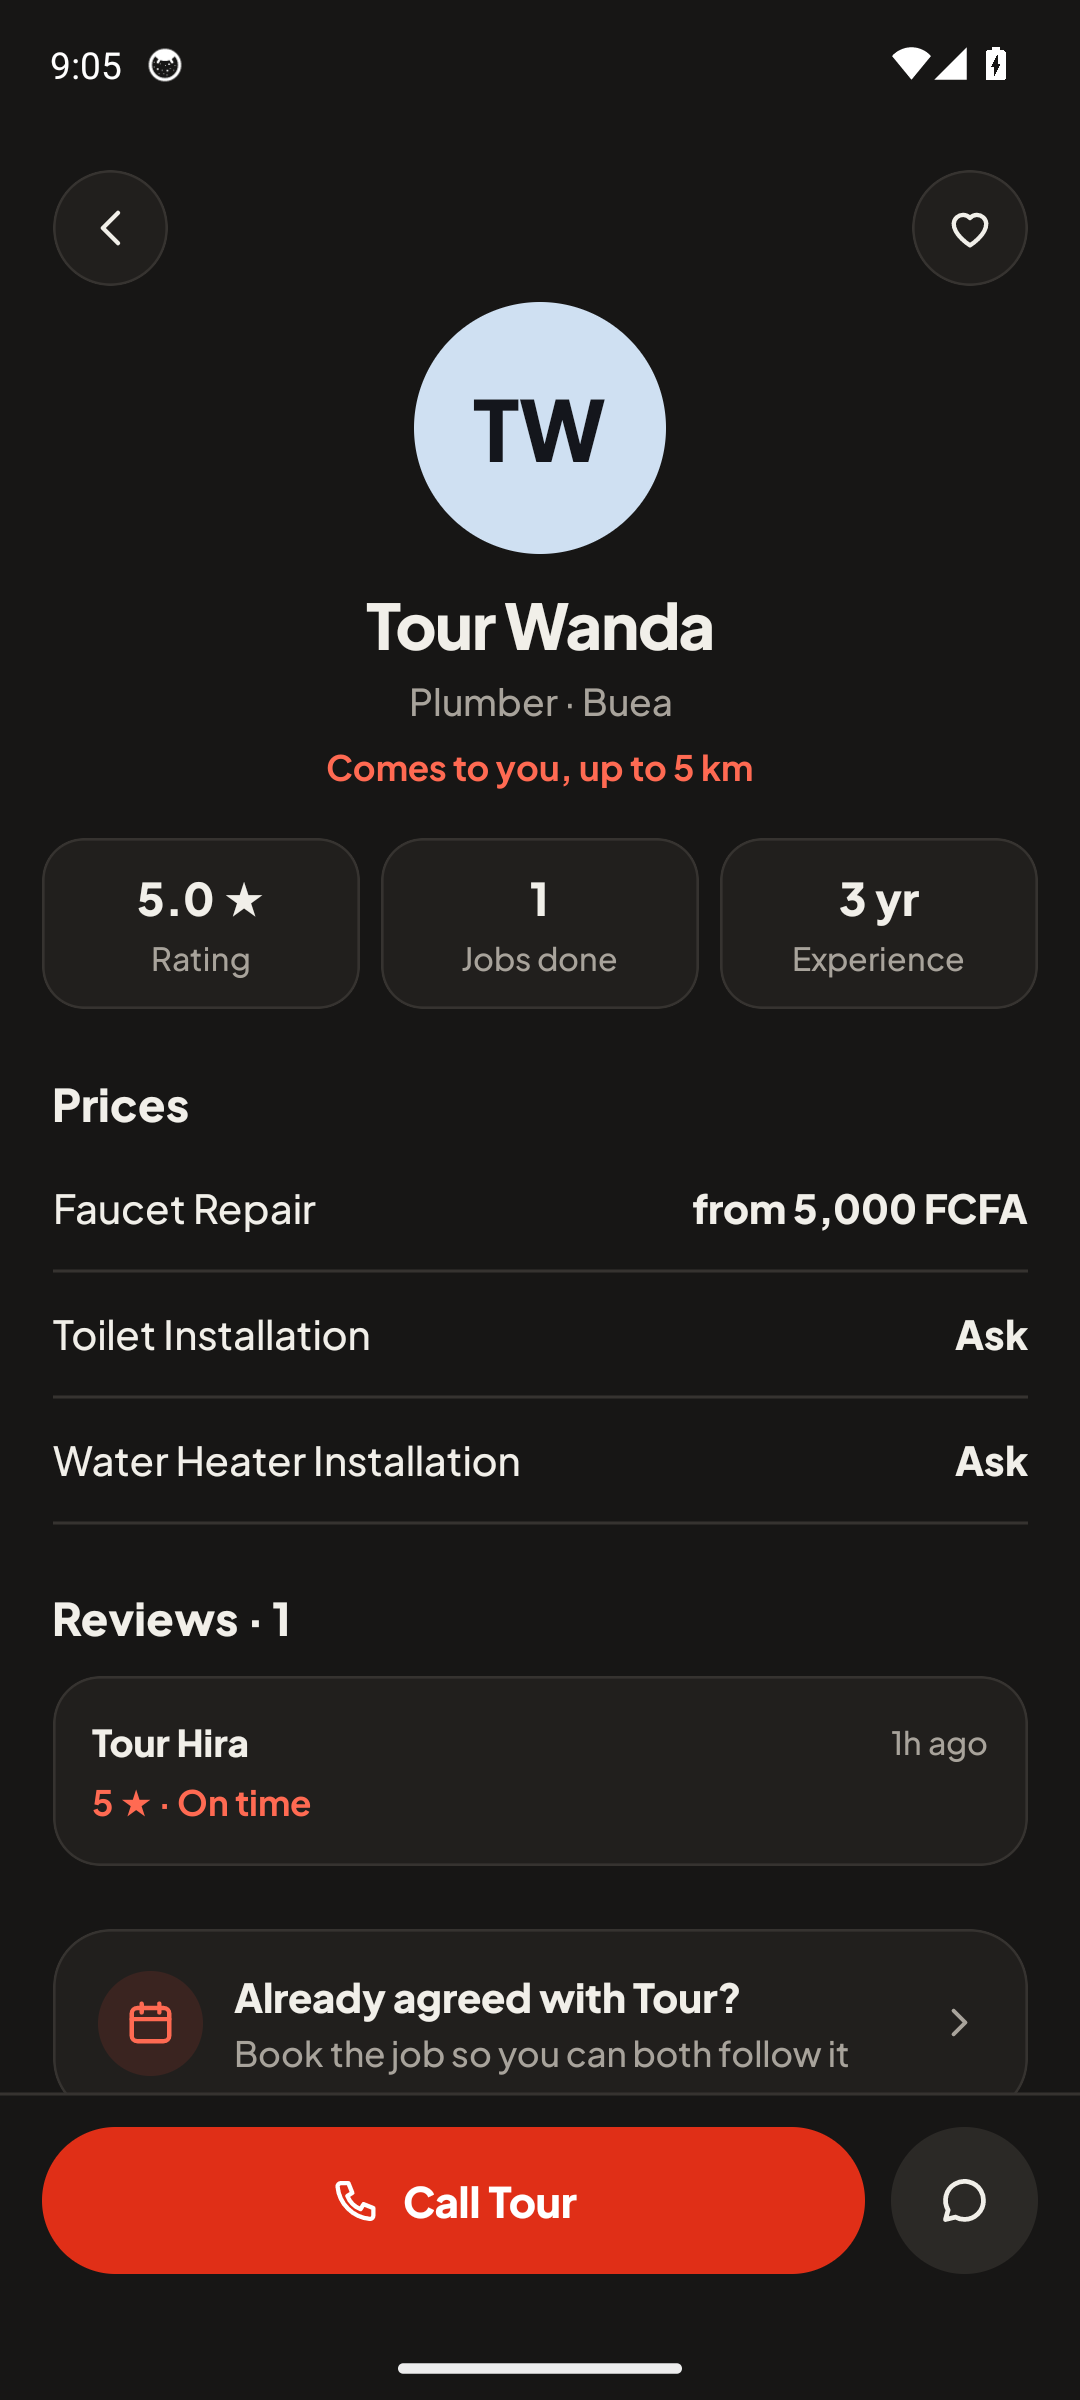 9:05
TW
Tour Wanda
Plumber · Buea
Comes to you, up to 5 km
5.0 ★
Rating
1
Jobs done
3 yr
Experience
Prices
Faucet Repair from 5,000 FCFA
Toilet Installation Ask
Water Heater Installation Ask
Reviews · 1
Tour Hira 1h ago
5 ★ · On time
Already agreed with Tour?
Book the job so you can both follow it
Call Tour